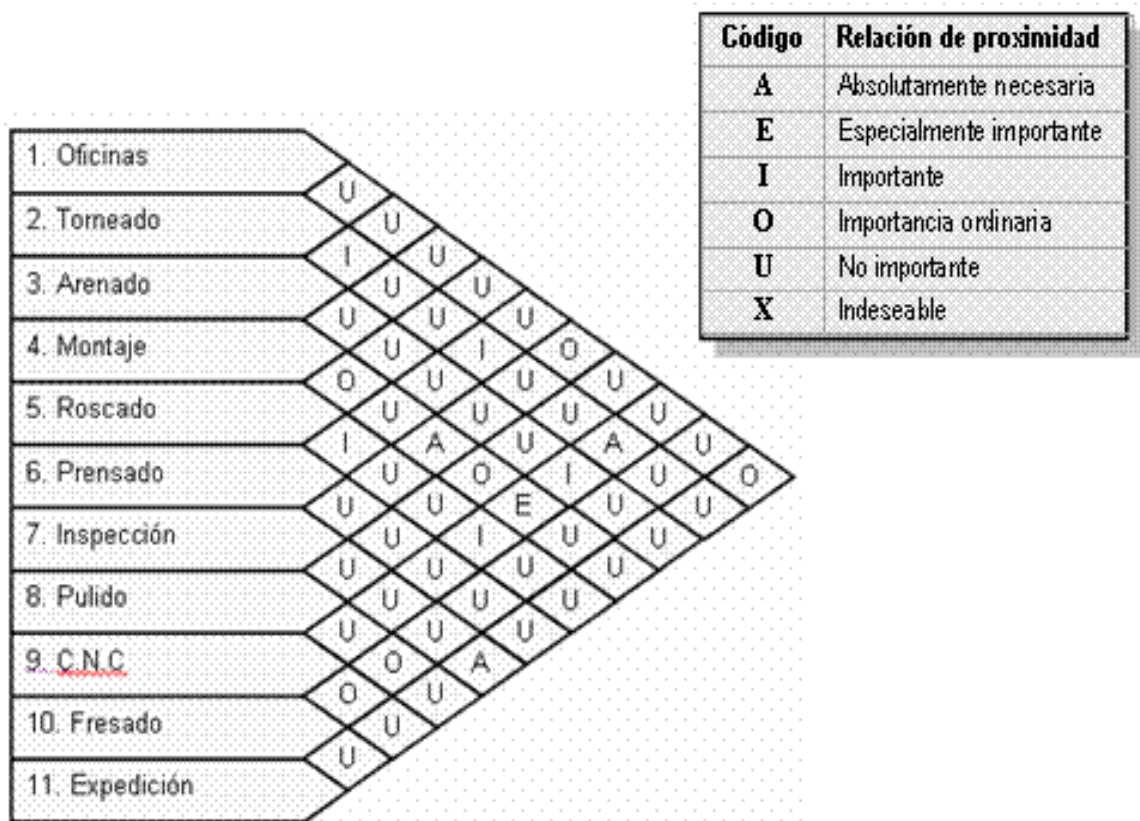 Código Relación de proximidad
A Absolutamente necesaria
E Especialmente importante
I Importante
O Importancia ordinaria
U No importante
X Indeseable
1. Oficinas
U
2. Torneado U
I U
3. Arenado U U
U U U
4. Montaje U I O
O U U U
5. Roscado U U U U
I A U A U
6. Prensado U O I U O
U U E U U
7. Inspección U I U U
U U U U
8. Pulido U U U
U U U
9. C.N.C O A
O U
10. Fresado U
U
11. Expedición